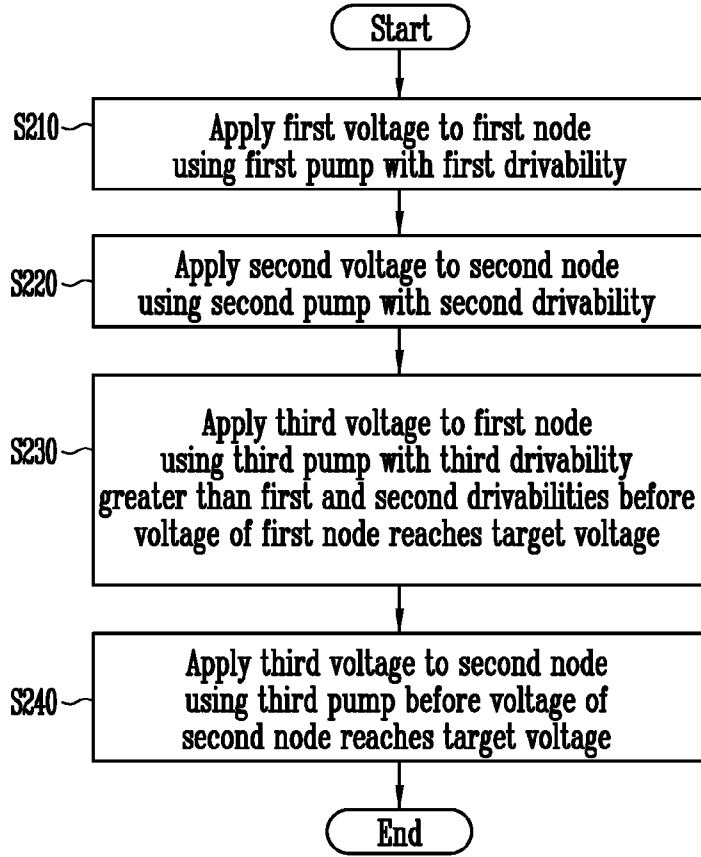 Start
S210
Apply first voltage to first node
using first pump with first drivability
S220
Apply second voltage to second node
using second pump with second drivability
S230
Apply third voltage to first node
using third pump with third drivability
greater than first and second drivabilities before
voltage of first node reaches target voltage
S240
Apply third voltage to second node
using third pump before voltage of
second node reaches target voltage
End